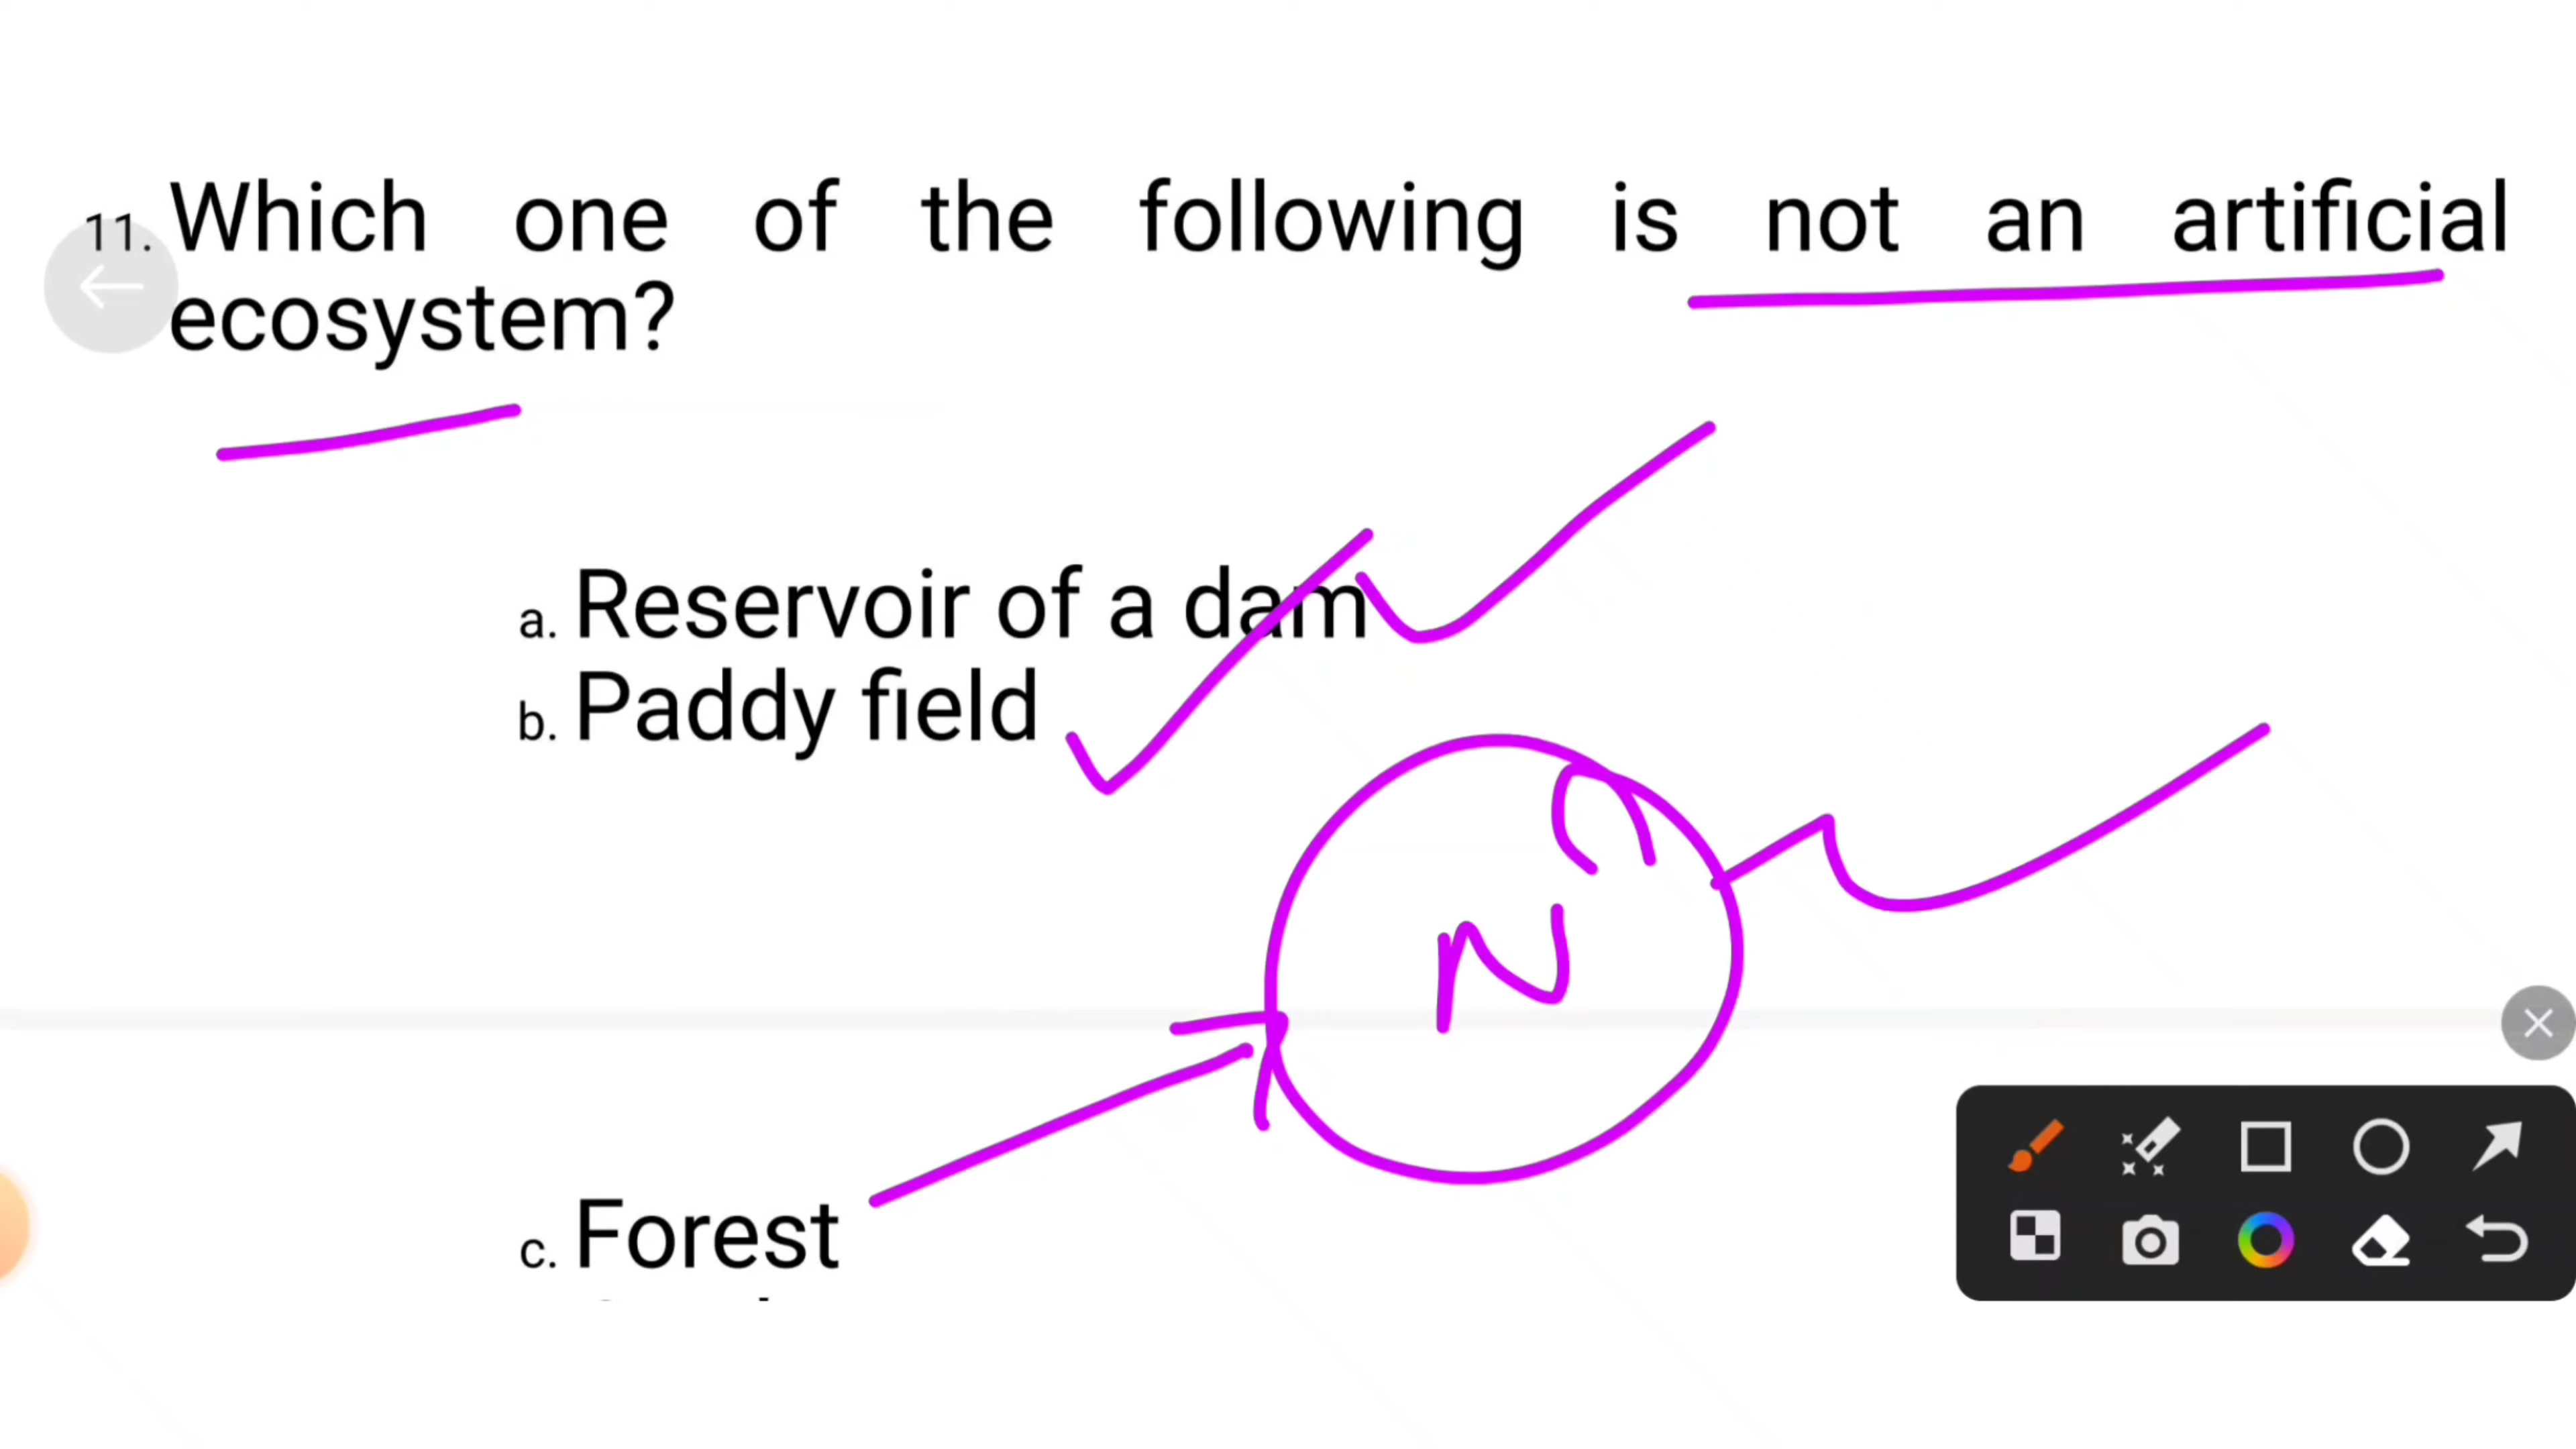 11. Which one of the following is not an artificial
ecosystem?
a. Reservoir of a dam
b. Paddy field
N
c. Forest